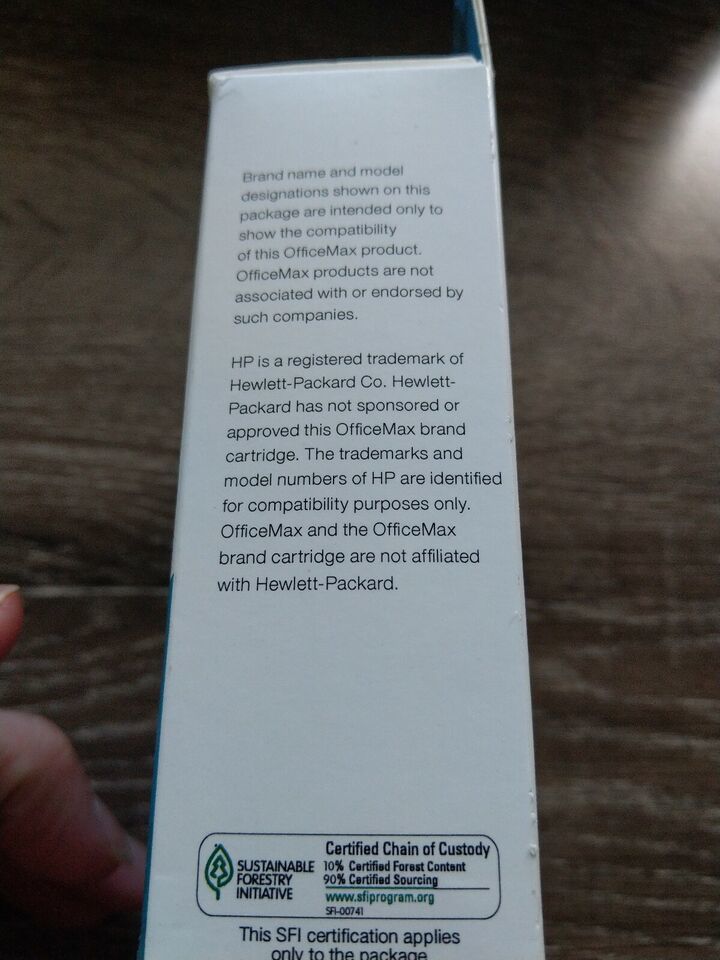 Brand name and model
designations shown on this
package are intended only to
show the compatibility
of this OfficeMax product.
OfficeMax products are not
associated with or endorsed by
such companies.
HP is a registered trademark of
Hewlett-Packard Co. Hewlett-
Packard has not sponsored or
approved this OfficeMax brand
cartridge. The trademarks and
model numbers of HP are identified
for compatibility purposes only.
OfficeMax and the OfficeMax
brand cartridge are not affiliated
with Hewlett-Packard.
SUSTAINABLE
FORESTRY
INITIATIVE
Certified Chain of Custody
10% Certified Forest Content
90% Certified Sourcing
www.sfiprogram.org
SFI-00741
This SFI certification applies
only to the package